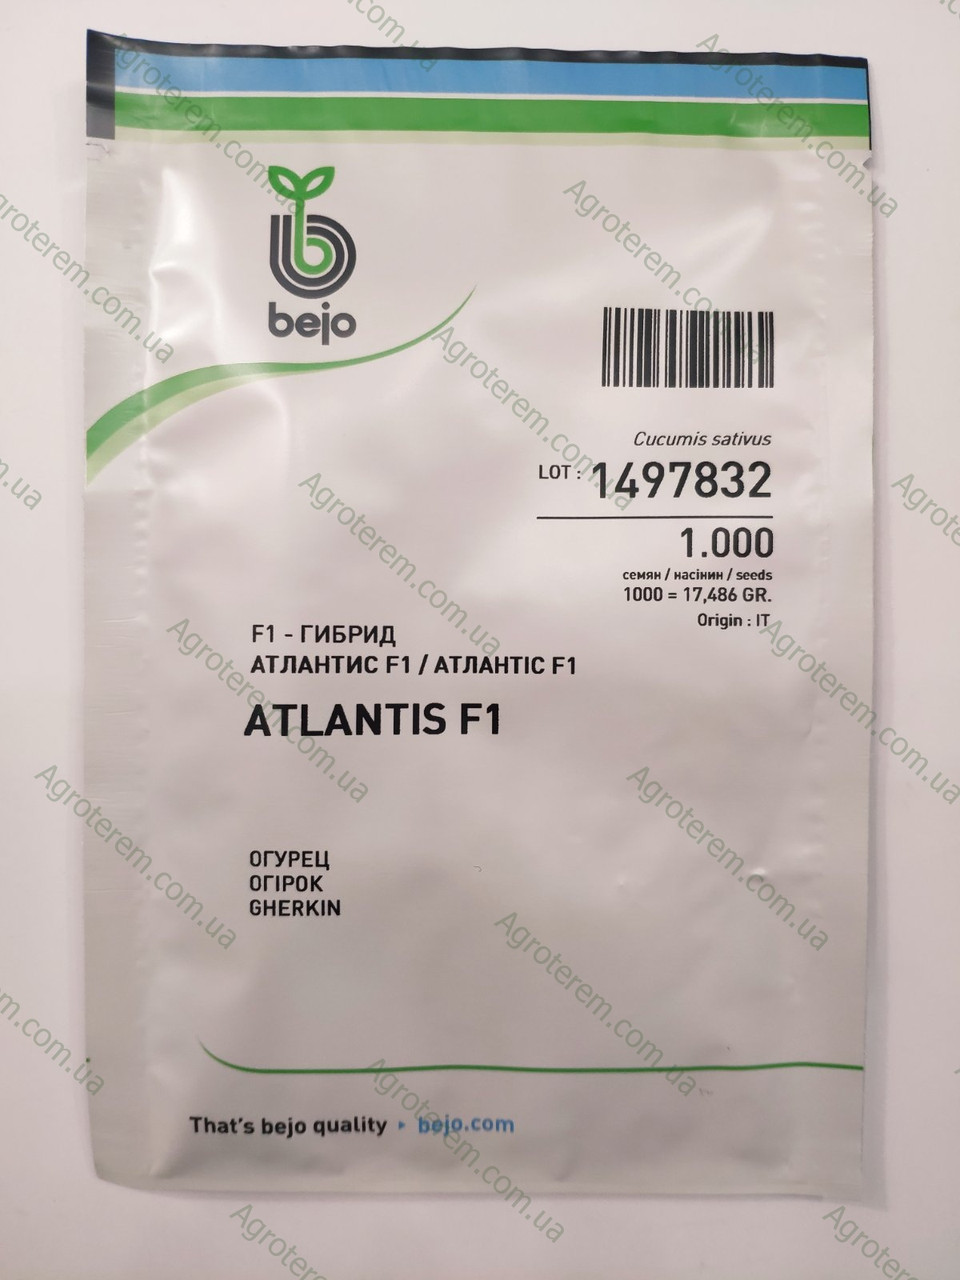 bejo
Cucumis sativus
LOT : 1497832
1.000
семян / насінин / seeds
1000 = 17,486 GR.
Origin : IT
F1 - ГИБРИД
АТЛАНТИС F1 / АТЛАНТІС F1
ATLANTIS F1
ОГУРЕЦ
ОГІРОК
GHERKIN
That's bejo quality ▸ bejo.com
Agroterem.com.ua